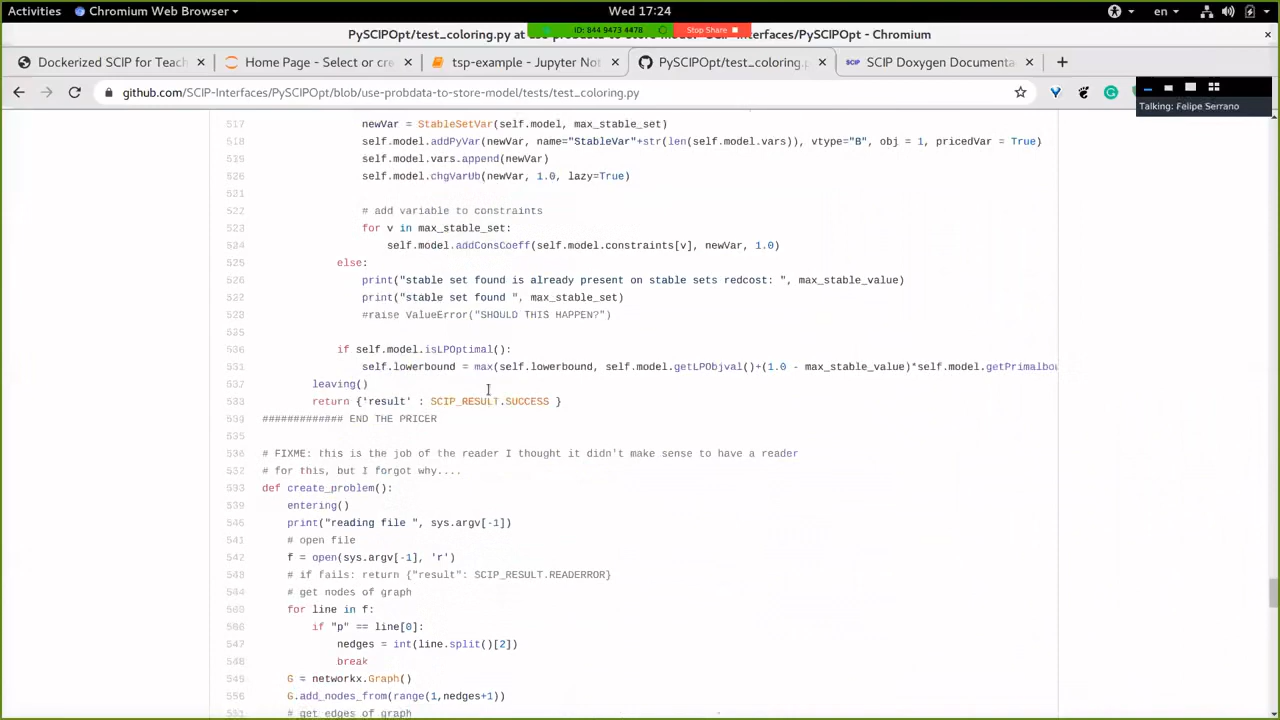 Activities
Chromium Web Browser
Wed 17:24
en
ID: 844 9473 4478
Stop Share
PySCIPOpt/test_coloring.py at use-probdata-to-store-model · SCIP-Interfaces/PySCIPOpt - Chromium
Dockerized SCIP for Teach
Home Page - Select or cre
tsp-example - Jupyter Not
PySCIPOpt/test_coloring.p
SCIP Doxygen Documenta
github.com/SCIP-Interfaces/PySCIPOpt/blob/use-probdata-to-store-model/tests/test_coloring.py
Talking: Felipe Serrano
517 newVar = StableSetVar(self.model, max_stable_set)
518 self.model.addPyVar(newVar, name="StableVar"+str(len(self.model.vars)), vtype="B", obj = 1, pricedVar = True)
519 self.model.vars.append(newVar)
self.model.chgVarUb(newVar, 1.0, lazy=True)
# add variable to constraints
for v in max_stable_set:
self.model.addConsCoeff(self.model.constraints[v], newVar, 1.0)
else:
print("stable set found is already present on stable sets redcost: ", max_stable_value)
print("stable set found ", max_stable_set)
#raise ValueError("SHOULD THIS HAPPEN?")
if self.model.isLPOptimal():
self.lowerbound = max(self.lowerbound, self.model.getLPObjval()+(1.0 - max_stable_value)*self.model.getPrimalbou
leaving()
return {'result' : SCIP_RESULT.SUCCESS }
############# END THE PRICER
# FIXME: this is the job of the reader I thought it didn't make sense to have a reader
# for this, but I forgot why....
def create_problem():
entering()
print("reading file ", sys.argv[-1])
# open file
f = open(sys.argv[-1], 'r')
# if fails: return {"result": SCIP_RESULT.READERROR}
# get nodes of graph
for line in f:
if "p" == line[0]:
nedges = int(line.split()[2])
break
G = networkx.Graph()
G.add_nodes_from(range(1,nedges+1))
# get edges of graph